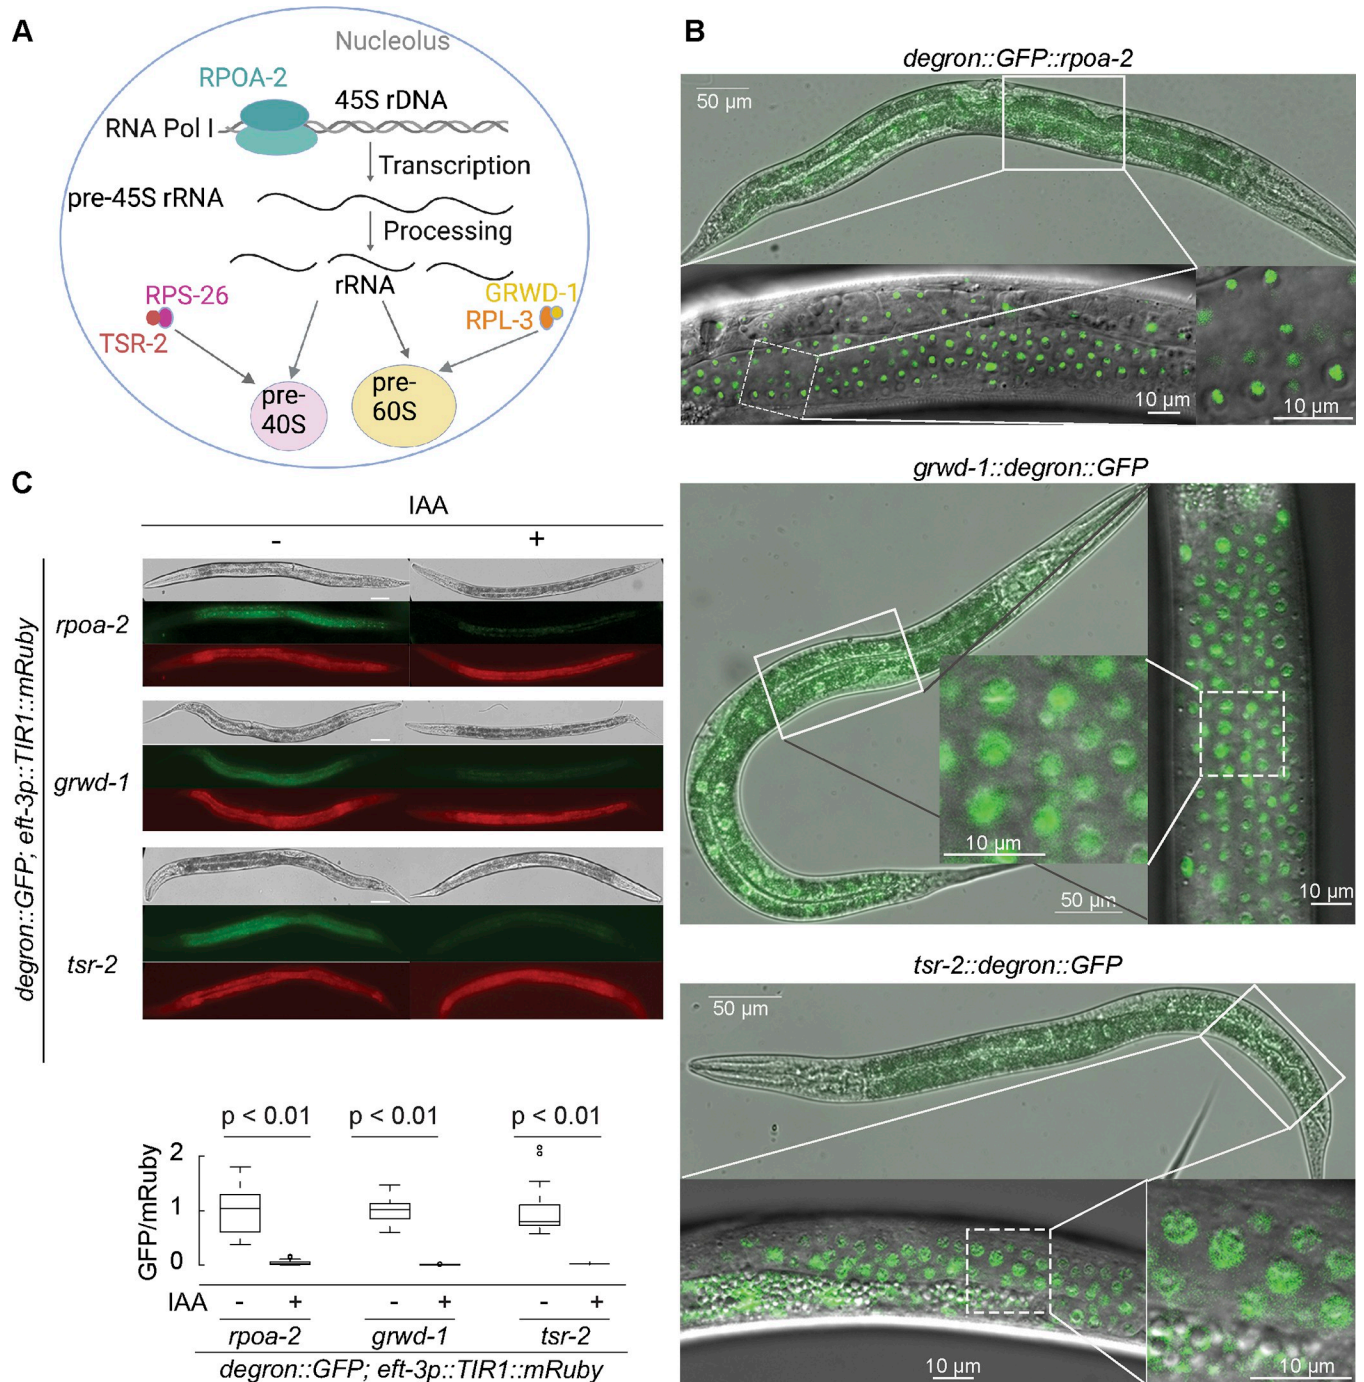 A
Nucleolus
RPOA-2
45S rDNA
RNA Pol I
Transcription
pre-45S rRNA
Processing
rRNA
RPS-26
TSR-2
GRWD-1
RPL-3
pre-
40S
pre-
60S
B
degron::GFP::rpoa-2
50 µm
10 µm
10 µm
grwd-1::degron::GFP
10 µm
50 µm
10 µm
tsr-2::degron::GFP
50 µm
10 µm
10 µm
C
IAA
- +
degron::GFP; eft-3p::TIR1::mRuby
rpoa-2
grwd-1
tsr-2
p < 0.01 p < 0.01 p < 0.01
GFP/mRuby
2
1
0
IAA - + - + - +
rpoa-2 grwd-1 tsr-2
degron::GFP; eft-3p::TIR1::mRuby